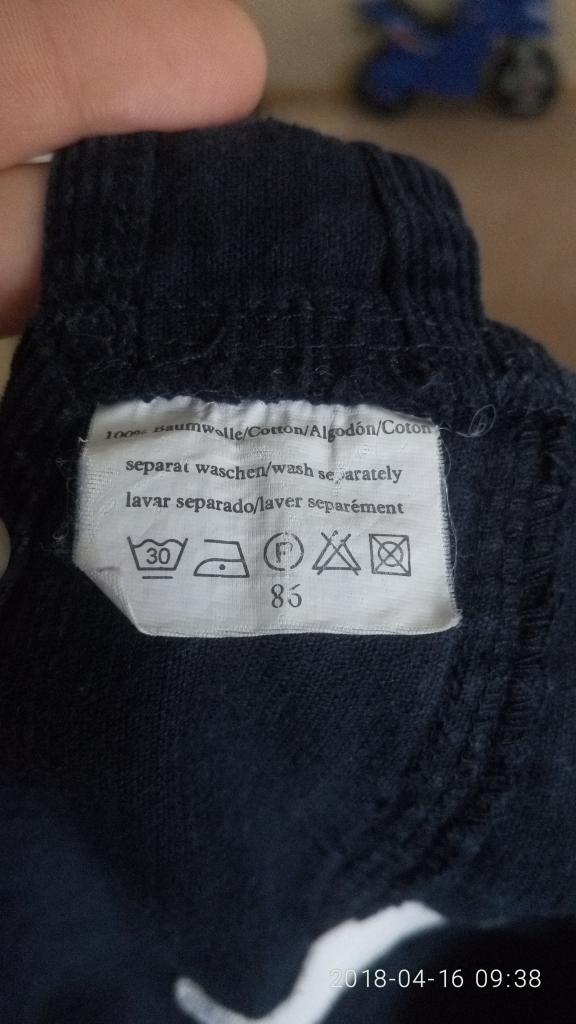 100% Baumwolle/Cotton/Algodón/Coton
separat waschen/wash separately
lavar separado/laver separément
30 P
86
2018-04-16 09:38